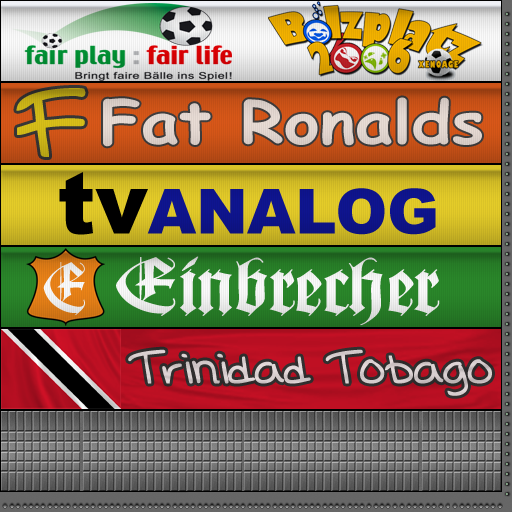 fair play : fair life
Bringt faire Bälle ins Spiel!
Bolzplatz
2006
XENOAGE
F Fat Ronalds
tvANALOG
E Einbrecher
Trinidad Tobago